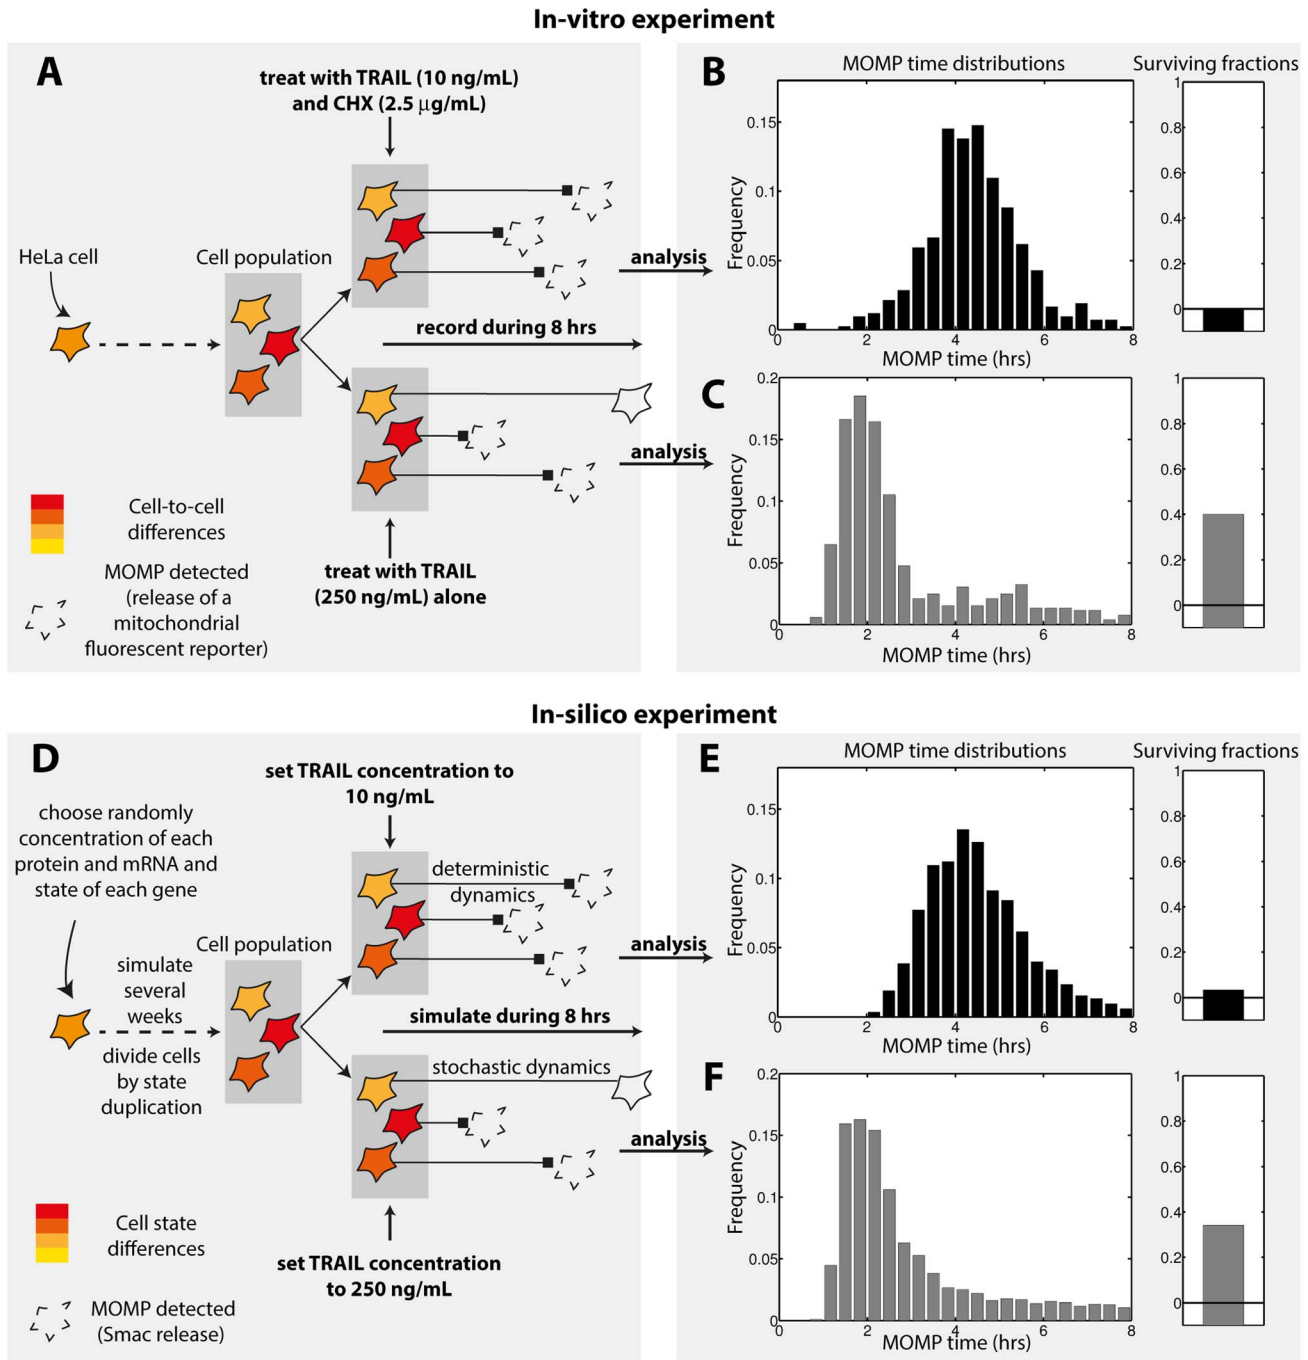 In-vitro experiment
A
treat with TRAIL (10 ng/mL)
and CHX (2.5 μg/mL)
HeLa cell
Cell population
analysis
record during 8 hrs
analysis
Cell-to-cell
differences
MOMP detected
(release of a
mitochondrial
fluorescent reporter)
treat with TRAIL
(250 ng/mL) alone
B
MOMP time distributions
Surviving fractions
Frequency
0.15
0.1
0.05
0
0 2 4 6 8
MOMP time (hrs)
1
0.8
0.6
0.4
0.2
0
C
Frequency
0.2
0.15
0.1
0.05
0
0 2 4 6 8
MOMP time (hrs)
1
0.8
0.6
0.4
0.2
0
In-silico experiment
D
set TRAIL concentration to
10 ng/mL
choose randomly
concentration of each
protein and mRNA and
state of each gene
deterministic
dynamics
Cell population
simulate
several
weeks
divide cells
by state
duplication
analysis
simulate during 8 hrs
stochastic dynamics
analysis
Cell state
differences
set TRAIL concentration
to 250 ng/mL
MOMP detected
(Smac release)
E
MOMP time distributions
Surviving fractions
Frequency
0.15
0.1
0.05
0
0 2 4 6 8
MOMP time (hrs)
1
0.8
0.6
0.4
0.2
0
F
Frequency
0.2
0.15
0.1
0.05
0
0 2 4 6 8
MOMP time (hrs)
1
0.8
0.6
0.4
0.2
0